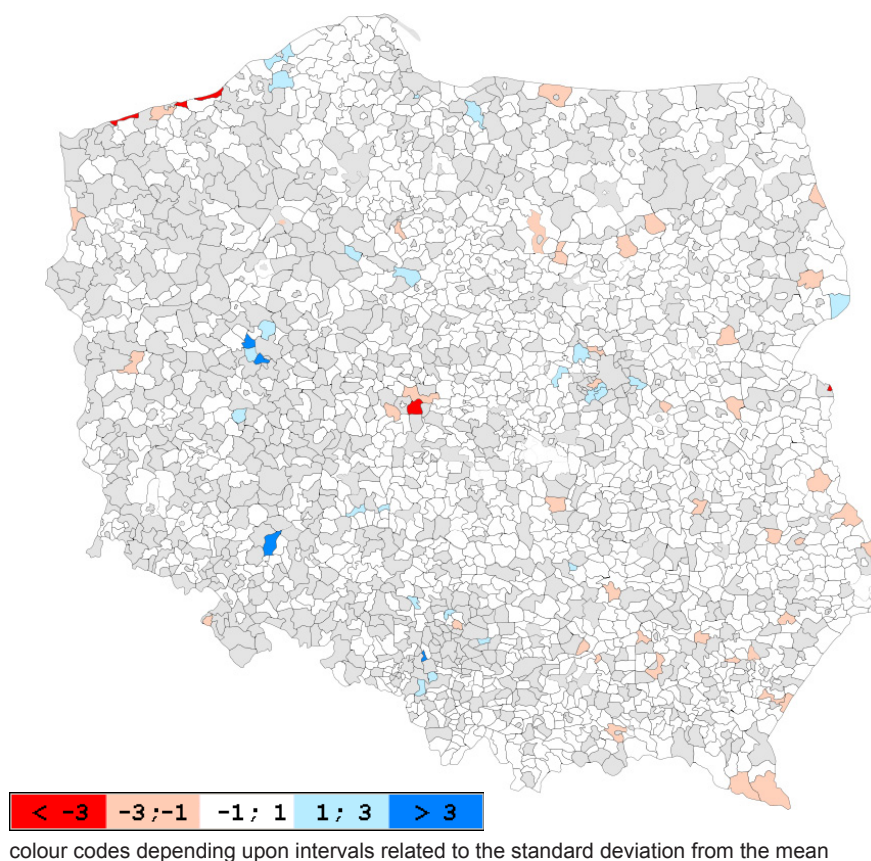 < -3 -3;-1 -1; 1 1; 3 > 3
colour codes depending upon intervals related to the standard deviation from the mean